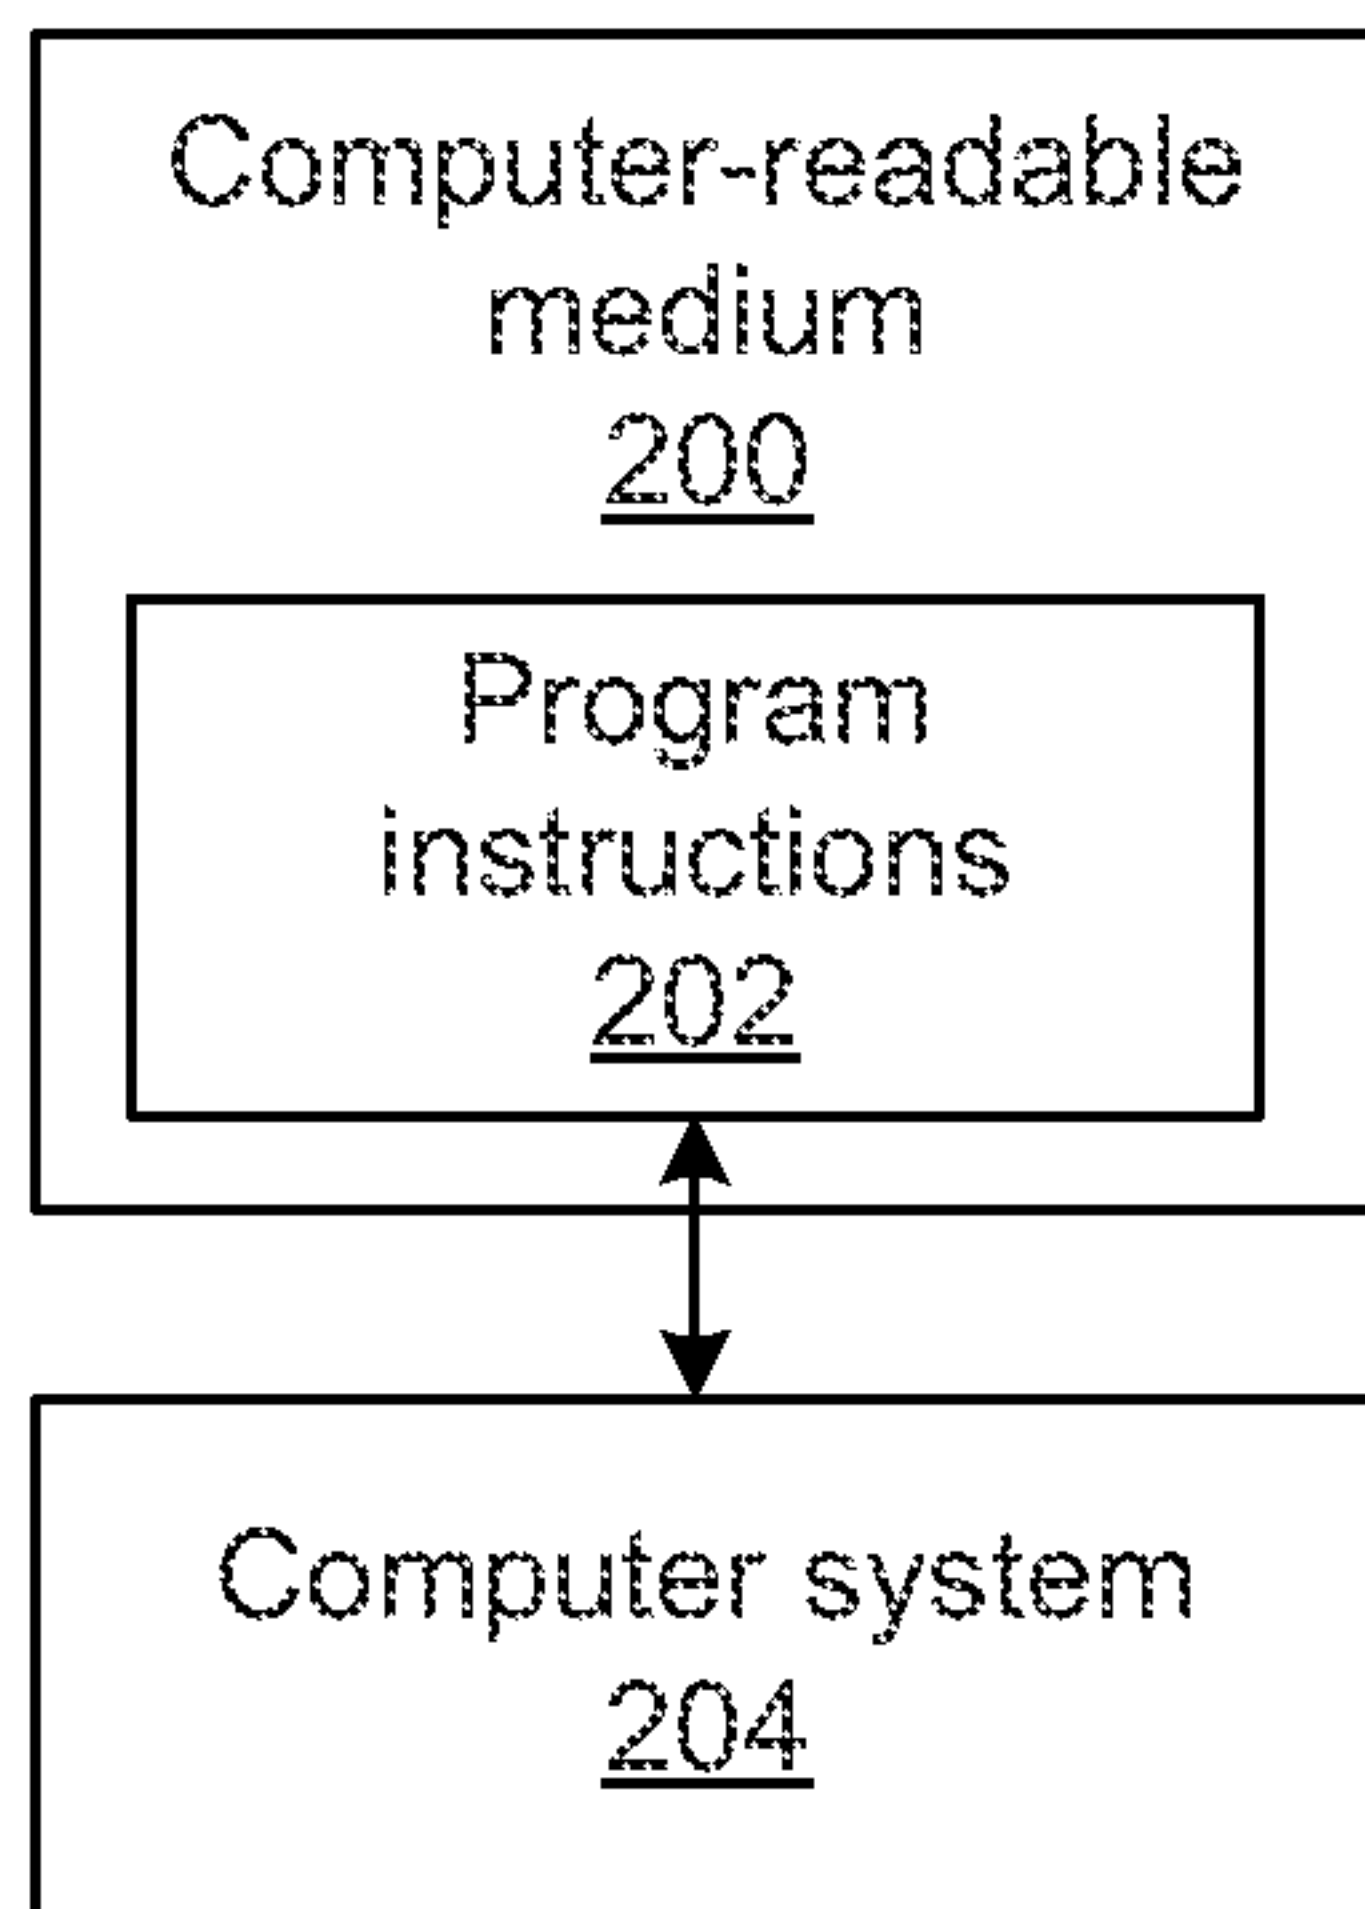 Computer-readable
medium
200
Program
instructions
202
Computer system
204